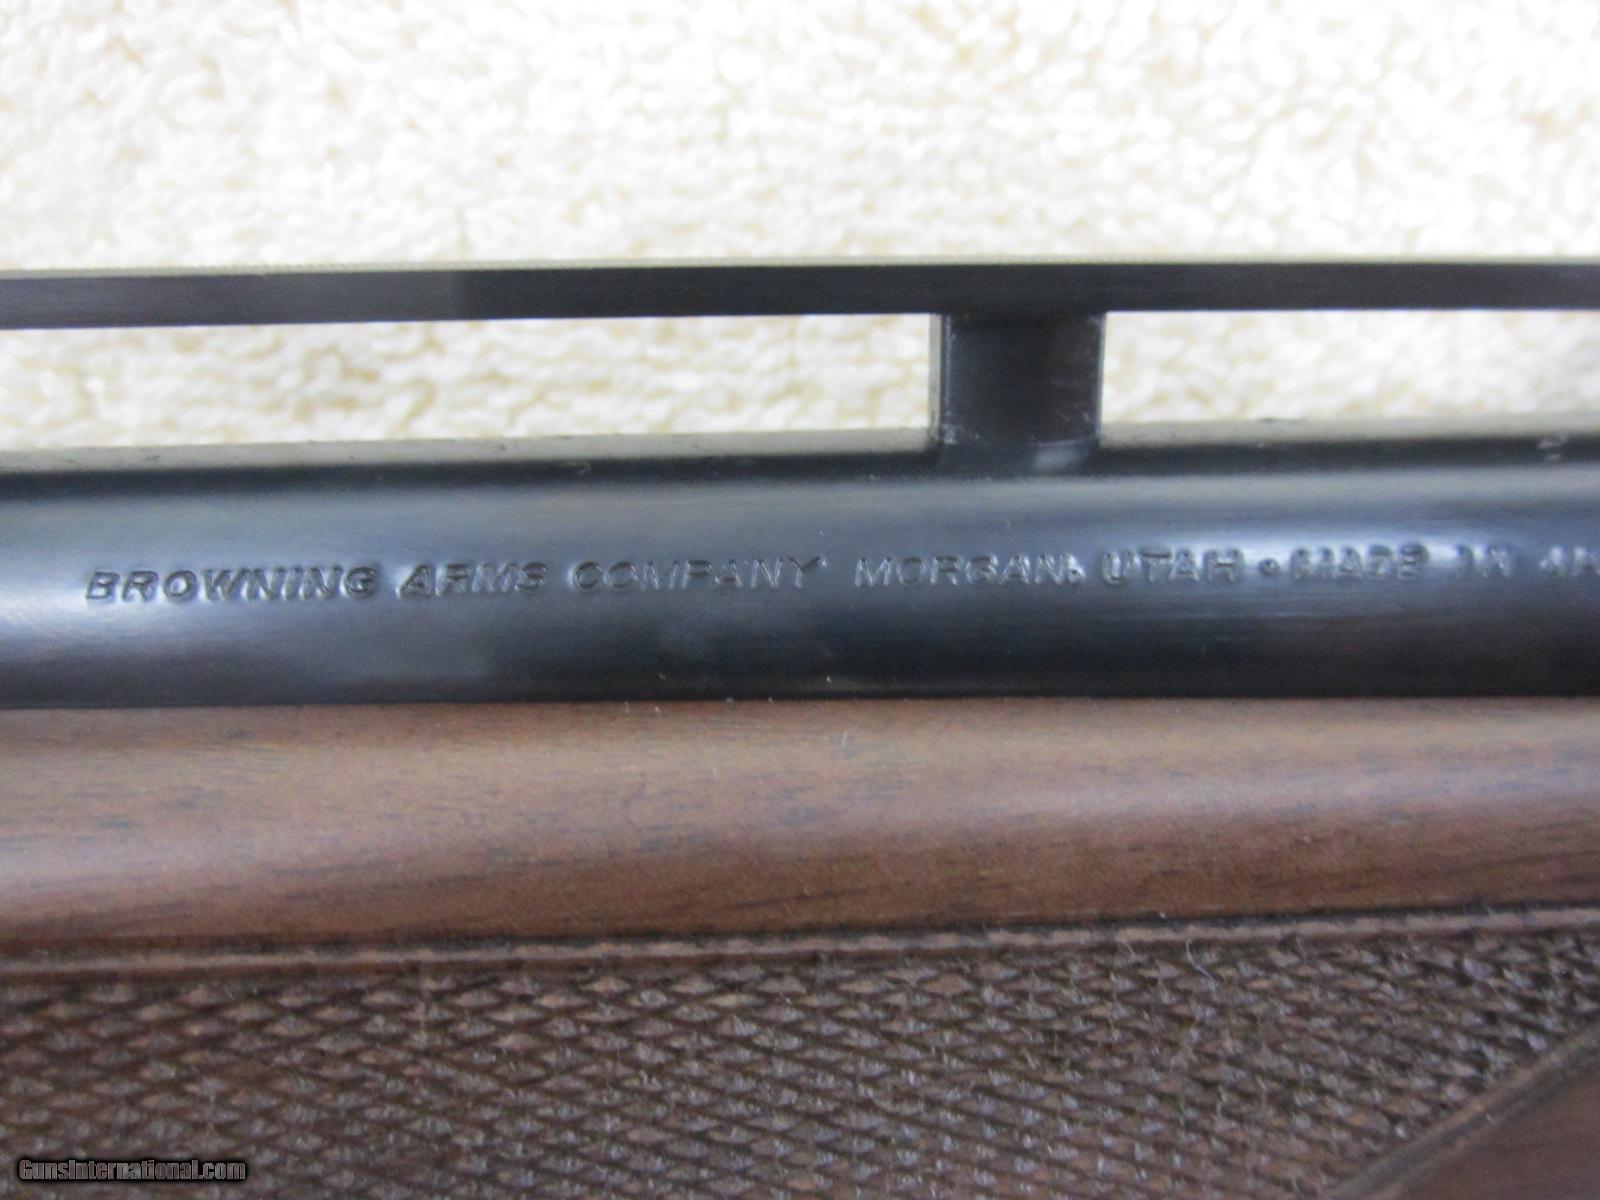 BROWNING ARMS COMPANY MORGAN, UTAH • MADE IN
GunsInternational.com